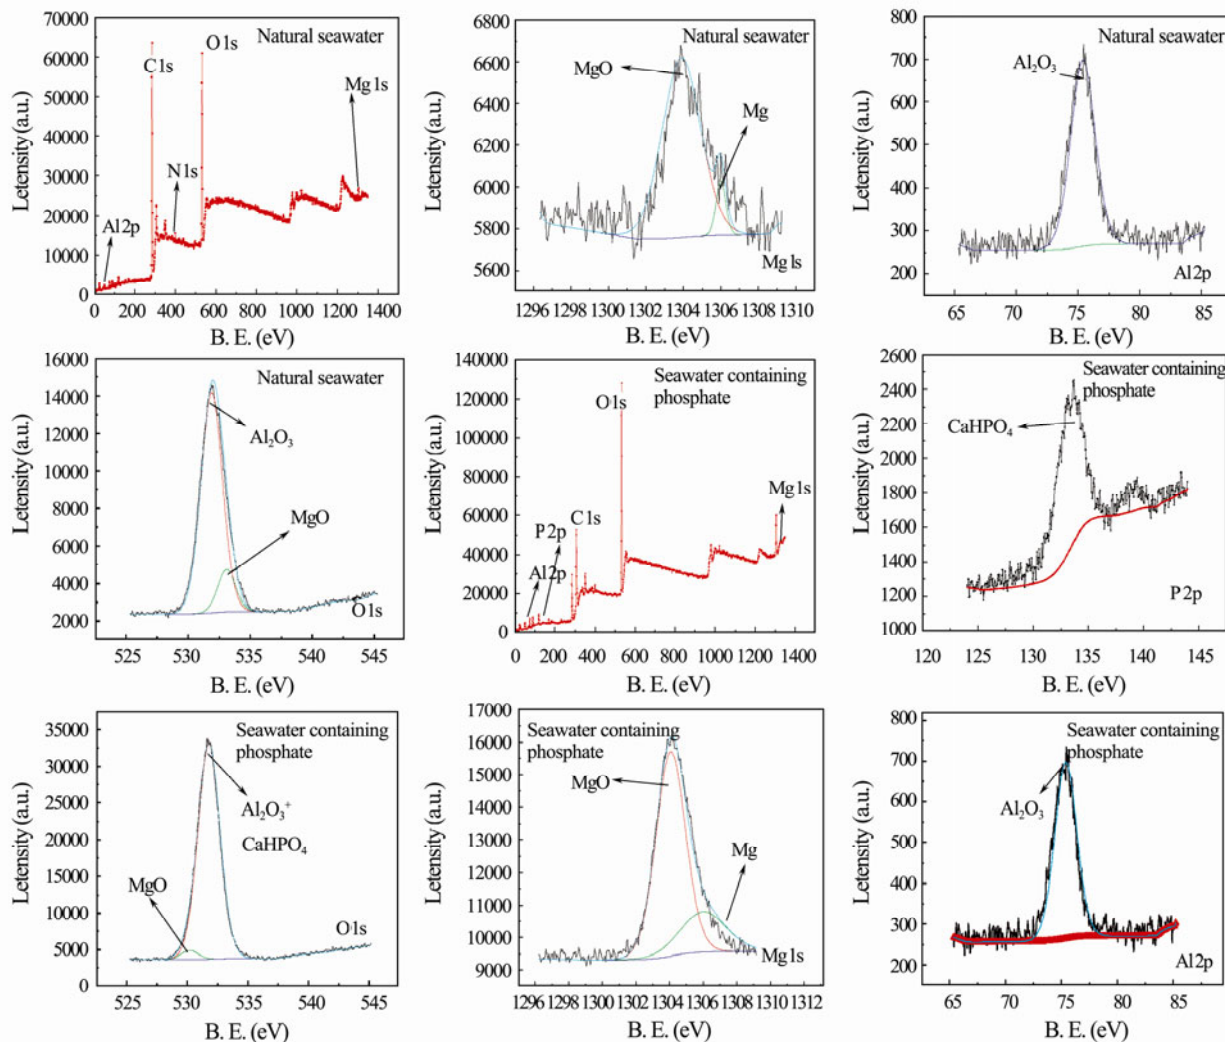 70000
60000
50000
40000
30000
20000
10000
0
Letensity (a.u.)
Natural seawater
O1s
C1s
Mg1s
N1s
Al2p
0 200 400 600 800 1000 1200 1400
B. E. (eV)
6800
6600
6400
6200
6000
5800
5600
Letensity (a.u.)
Natural seawater
MgO
Mg
Mg1s
1296 1298 1300 1302 1304 1306 1308 1310
B. E. (eV)
800
700
600
500
400
300
200
Letensity (a.u.)
Natural seawater
Al₂O₃
Al2p
65 70 75 80 85
B. E. (eV)
16000
14000
12000
10000
8000
6000
4000
2000
Letensity (a.u.)
Natural seawater
Al₂O₃
MgO
O1s
525 530 535 540 545
B. E. (eV)
140000
120000
100000
80000
60000
40000
20000
0
Letensity (a.u.)
Seawater containing
phosphate
O1s
Mg1s
C1s
P2p
Al2p
0 200 400 600 800 1000 1200 1400
B. E. (eV)
2600
2400
2200
2000
1800
1600
1400
1200
1000
Letensity (a.u.)
Seawater containing
phosphate
CaHPO₄
P2p
120 125 130 135 140 145
B. E. (eV)
35000
30000
25000
20000
15000
10000
5000
0
Letensity (a.u.)
Seawater containing
phosphate
Al₂O₃⁺
CaHPO₄
MgO
O1s
525 530 535 540 545
B. E. (eV)
17000
16000
15000
14000
13000
12000
11000
10000
9000
Letensity (a.u.)
Seawater containing
phosphate
MgO
Mg
Mg1s
1296 1298 1300 1302 1304 1306 1308 1310 1312
B. E. (eV)
800
700
600
500
400
300
200
Letensity (a.u.)
Seawater containing
phosphate
Al₂O₃
Al2p
65 70 75 80 85
B. E. (eV)